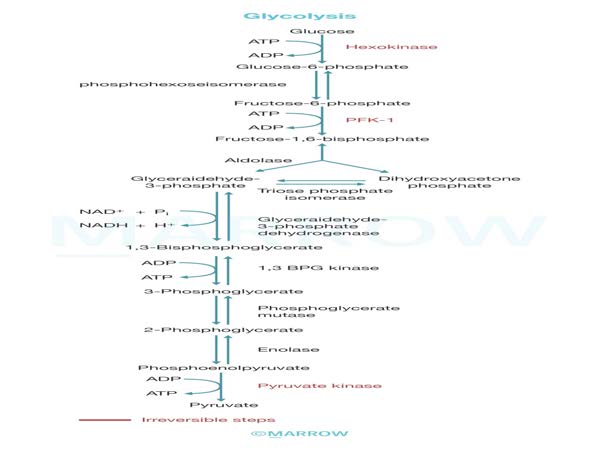 Glycolysis
Glucose
ATP
ADP
Hexokinase
Glucose-6-phosphate
phosphohexoseisomerase
Fructose-6-phosphate
ATP
ADP
PFK-1
Fructose-1,6-bisphosphate
Aldolase
Glyceraidehyde-
3-phosphate
Triose phosphate
isomerase
Dihydroxyacetone
phosphate
NAD+ + Pi
NADH + H+
Glyceraidehyde-
3-phosphate
dehydrogenase
MARROW
1,3-Bisphosphoglycerate
ADP
ATP
1,3 BPG kinase
3-Phosphoglycerate
Phosphoglycerate
mutase
2-Phosphoglycerate
Enolase
Phosphoenolpyruvate
ADP
ATP
Pyruvate kinase
Pyruvate
Irreversible steps
©MARROW